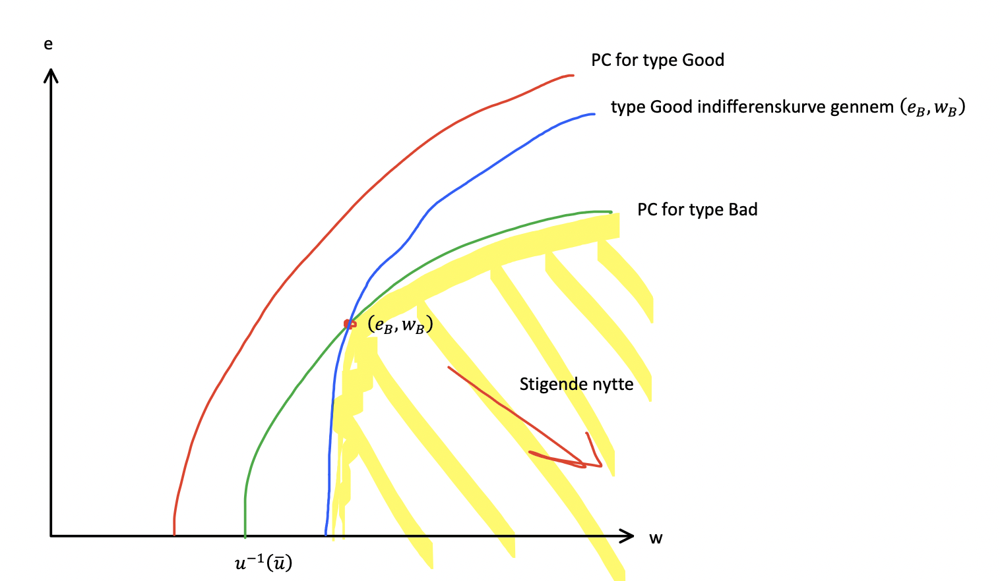 e
PC for type Good
type Good indifferenskurve gennem (e_B, w_B)
PC for type Bad
(e_B, w_B)
Stigende nytte
w
u⁻¹(ū)